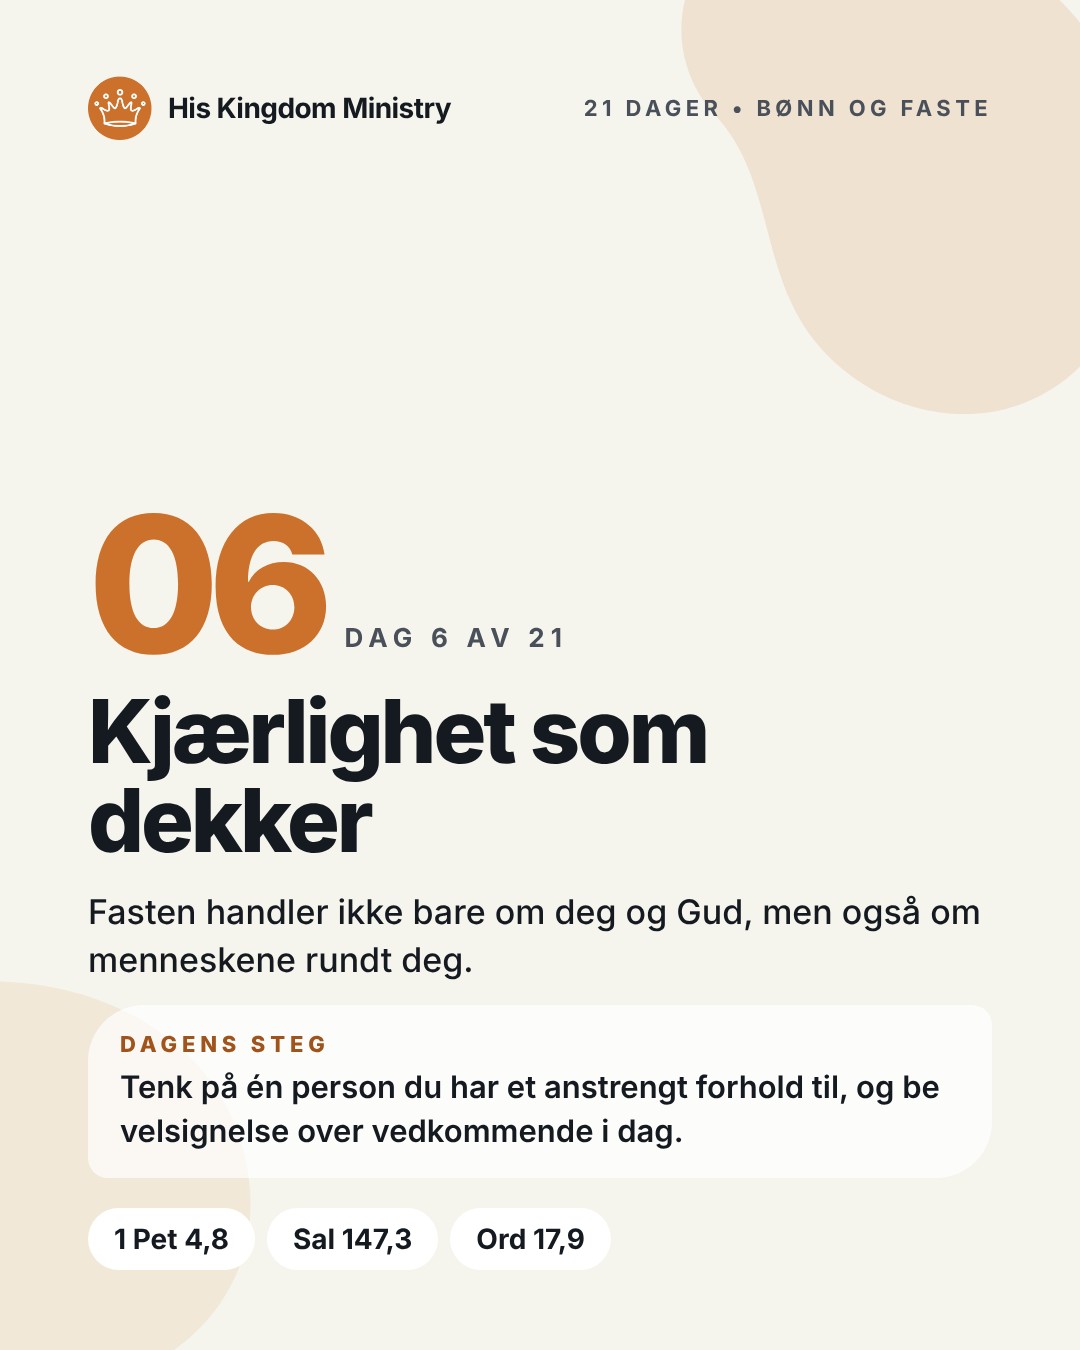 His Kingdom Ministry
21 DAGER • BØNN OG FASTE
06
DAG 6 AV 21
Kjærlighet som
dekker
Fasten handler ikke bare om deg og Gud, men også om
menneskene rundt deg.
DAGENS STEG
Tenk på én person du har et anstrengt forhold til, og be
velsignelse over vedkommende i dag.
1 Pet 4,8
Sal 147,3
Ord 17,9